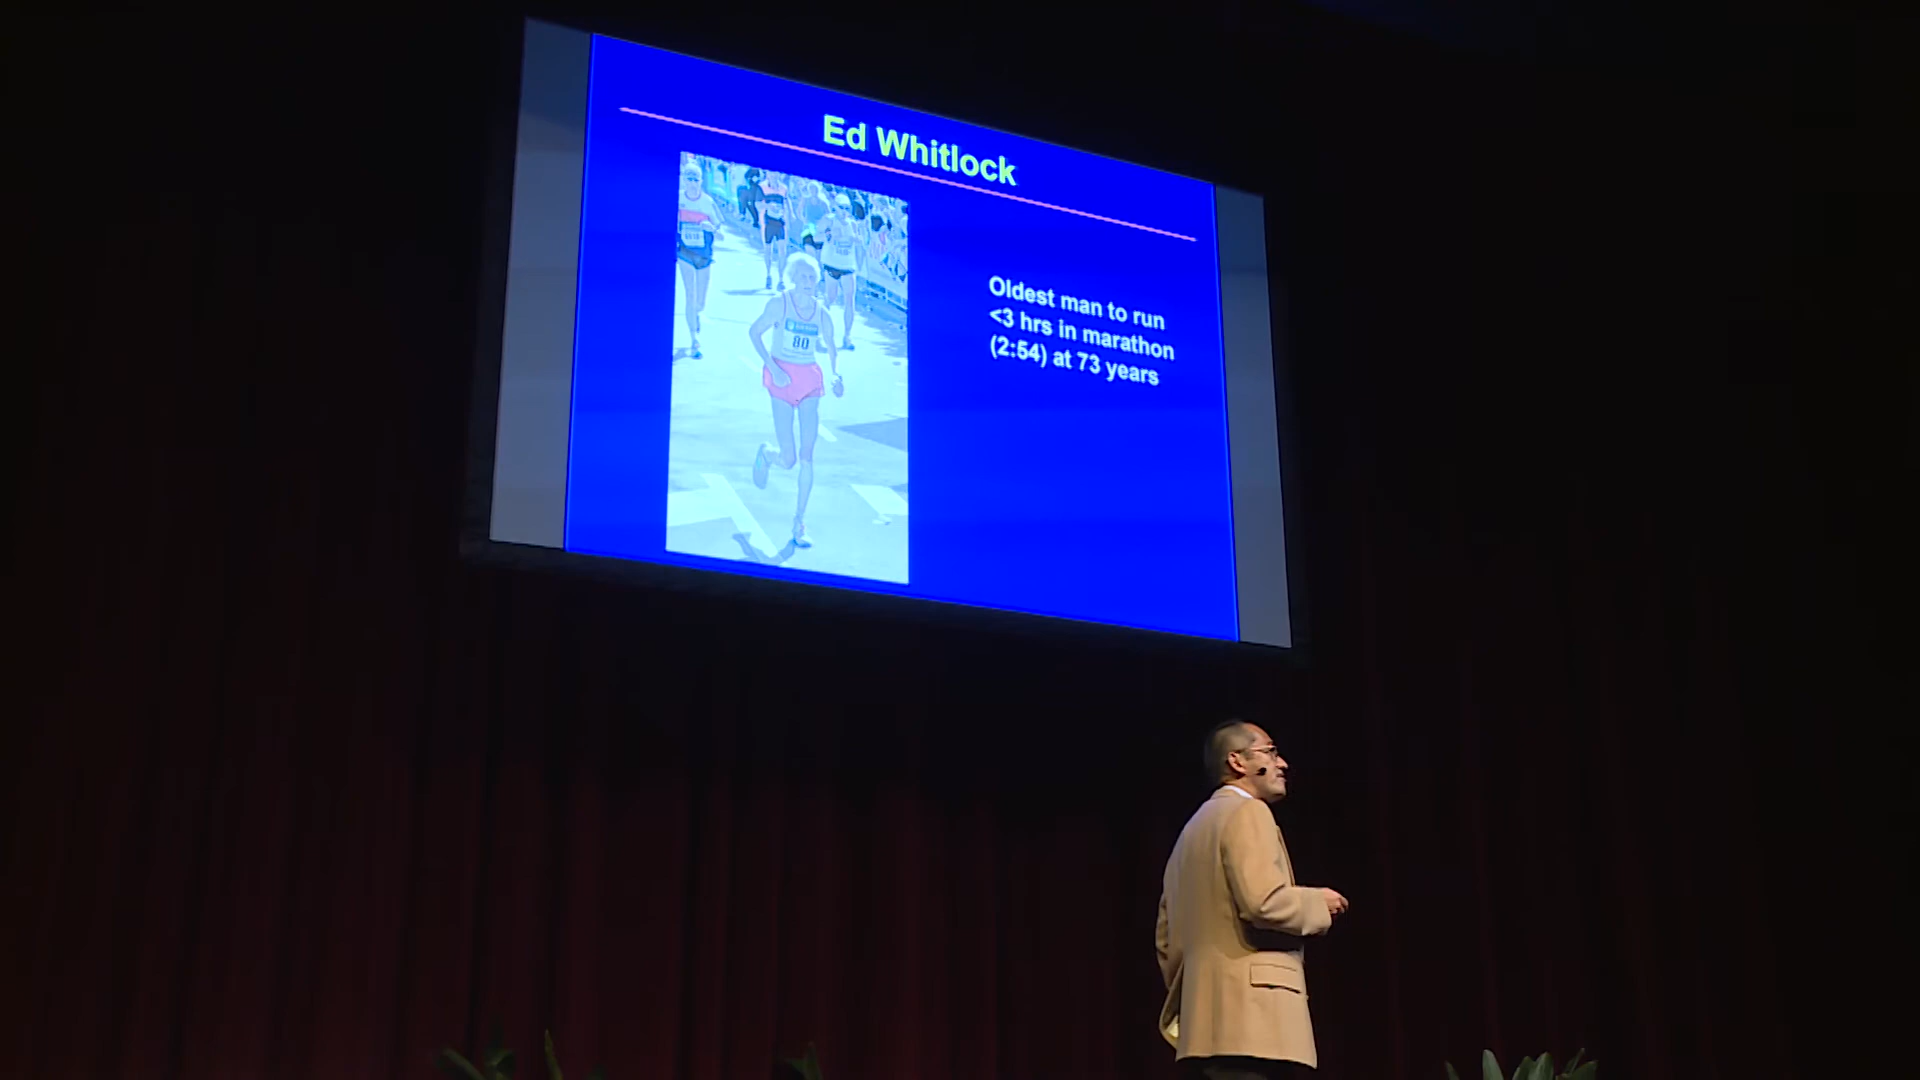 Ed Whitlock
Oldest man to run
<3 hrs in marathon
(2:54) at 73 years
80